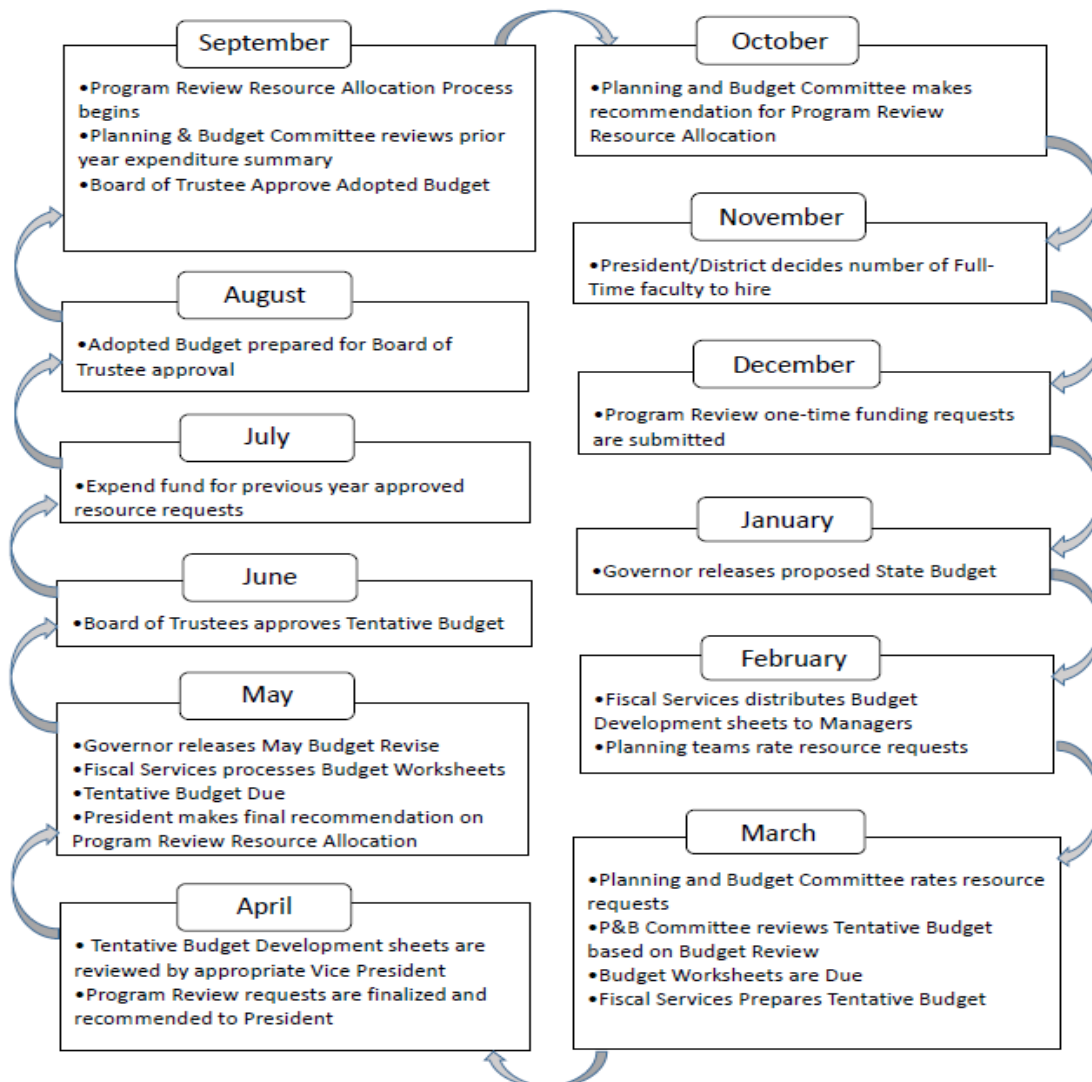 September
•Program Review Resource Allocation Process
begins
•Planning & Budget Committee reviews prior
year expenditure summary
•Board of Trustee Approve Adopted Budget
October
•Planning and Budget Committee makes
recommendation for Program Review
Resource Allocation
November
•President/District decides number of Full-
Time faculty to hire
December
•Program Review one-time funding requests
are submitted
January
•Governor releases proposed State Budget
February
•Fiscal Services distributes Budget
Development sheets to Managers
•Planning teams rate resource requests
March
•Planning and Budget Committee rates resource
requests
•P&B Committee reviews Tentative Budget
based on Budget Review
•Budget Worksheets are Due
•Fiscal Services Prepares Tentative Budget
April
• Tentative Budget Development sheets are
reviewed by appropriate Vice President
•Program Review requests are finalized and
recommended to President
May
•Governor releases May Budget Revise
•Fiscal Services processes Budget Worksheets
•Tentative Budget Due
•President makes final recommendation on
Program Review Resource Allocation
June
•Board of Trustees approves Tentative Budget
July
•Expend fund for previous year approved
resource requests
August
•Adopted Budget prepared for Board of
Trustee approval